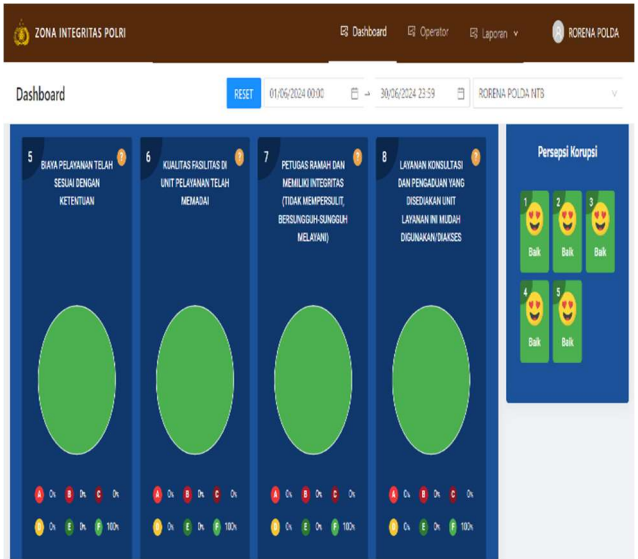 ZONA INTEGRITAS POLRI
Dashboard
Operator
Laporan
RORENA POLDA
Dashboard
RESET
01/06/2024 00:00
30/06/2024 23:59
RORENA POLDA NTB
5
BIAYA PELAYANAN TELAH
SESUAI DENGAN
KETENTUAN
?
6
KUALITAS FASILITAS DI
UNIT PELAYANAN TELAH
MEMADAI
?
7
PETUGAS RAMAH DAN
MEMILIKI INTEGRITAS
(TIDAK MEMPERSULIT,
BERSUNGGUH-SUNGGUH
MELAYANI)
?
8
LAYANAN KONSULTASI
DAN PENGADUAN YANG
DISEDIAKAN UNIT
LAYANAN INI MUDAH
DIGUNAKAN/DIAKSES
?
A 0% B 0% C 0%
D 0% E 0% F 100%
A 0% B 0% C 0%
D 0% E 0% F 100%
A 0% B 0% C 0%
D 0% E 0% F 100%
A 0% B 0% C 0%
D 0% E 0% F 100%
Persepsi Korupsi
1 Baik
2 Baik
3 Baik
4 Baik
5 Baik